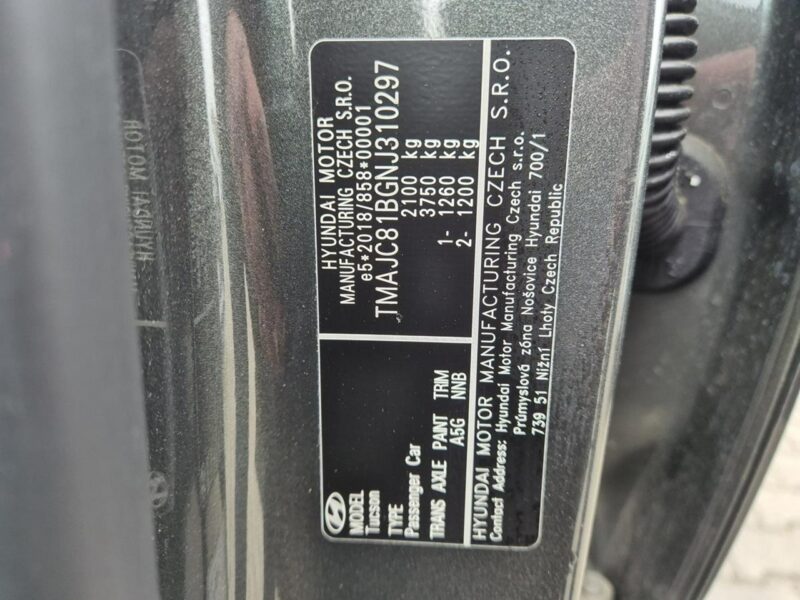 HYUNDAI MOTOR
MANUFACTURING CZECH S.R.O.
e5*2018/858*00001
TMAJC81BGNJ310297
2100 kg
3750 kg
1- 1260 kg
2- 1200 kg
MODEL
Tucson
TYPE
Passenger Car
TRANS AXLE PAINT TRIM
A5G NNB
HYUNDAI MOTOR MANUFACTURING CZECH S.R.O.
Contact Address: Hyundai Motor Manufacturing Czech s.r.o.
Průmyslová zóna Nošovice Hyundai 700/1
739 51 Nižní Lhoty Czech Republic